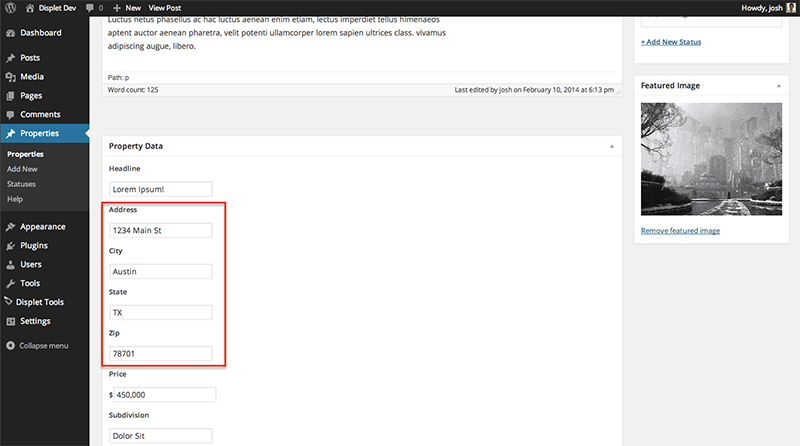 Displet Dev
0
New
View Post
Howdy, josh
Dashboard
Posts
Media
Pages
Comments
Properties
Properties
Add New
Statuses
Help
Appearance
Plugins
Users
Tools
Displet Tools
Settings
Collapse menu
Luctus netus phasellus ac hac luctus aenean enim etiam, lectus imperdiet tellus himenaeos
aptent auctor aenean pharetra, velit potenti ullamcorper lorem sapien ultrices class. vivamus
adipiscing augue, libero.
Path: p
Word count: 125
Last edited by josh on February 10, 2014 at 6:13 pm
Property Data
Headline
Lorem Ipsum!
Address
1234 Main St
City
Austin
State
TX
Zip
78701
Price
$ 450,000
Subdivision
Dolor Sit
+ Add New Status
Featured Image
Remove featured image